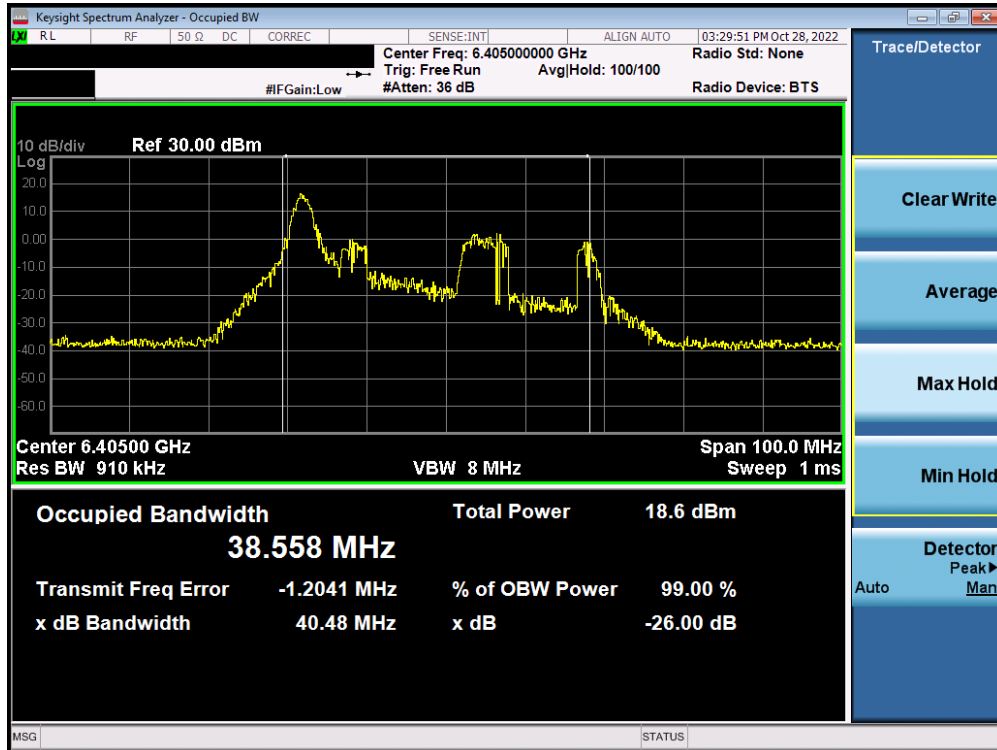 Keysight Spectrum Analyzer - Occupied BW
LXI RL RF 50 Ω DC CORREC SENSE:INT ALIGN AUTO 03:29:51 PM Oct 28, 2022
Center Freq: 6.405000000 GHz Radio Std: None
Trig: Free Run Avg|Hold: 100/100
#IFGain:Low #Atten: 36 dB Radio Device: BTS
10 dB/div Ref 30.00 dBm
Log
20.0
10.0
0.00
-10.0
-20.0
-30.0
-40.0
-50.0
-60.0
Center 6.40500 GHz Span 100.0 MHz
Res BW 910 kHz VBW 8 MHz Sweep 1 ms
Occupied Bandwidth Total Power 18.6 dBm
38.558 MHz
Transmit Freq Error -1.2041 MHz % of OBW Power 99.00 %
x dB Bandwidth 40.48 MHz x dB -26.00 dB
MSG STATUS
Trace/Detector
Clear Write
Average
Max Hold
Min Hold
Detector
Peak▶
Auto Man